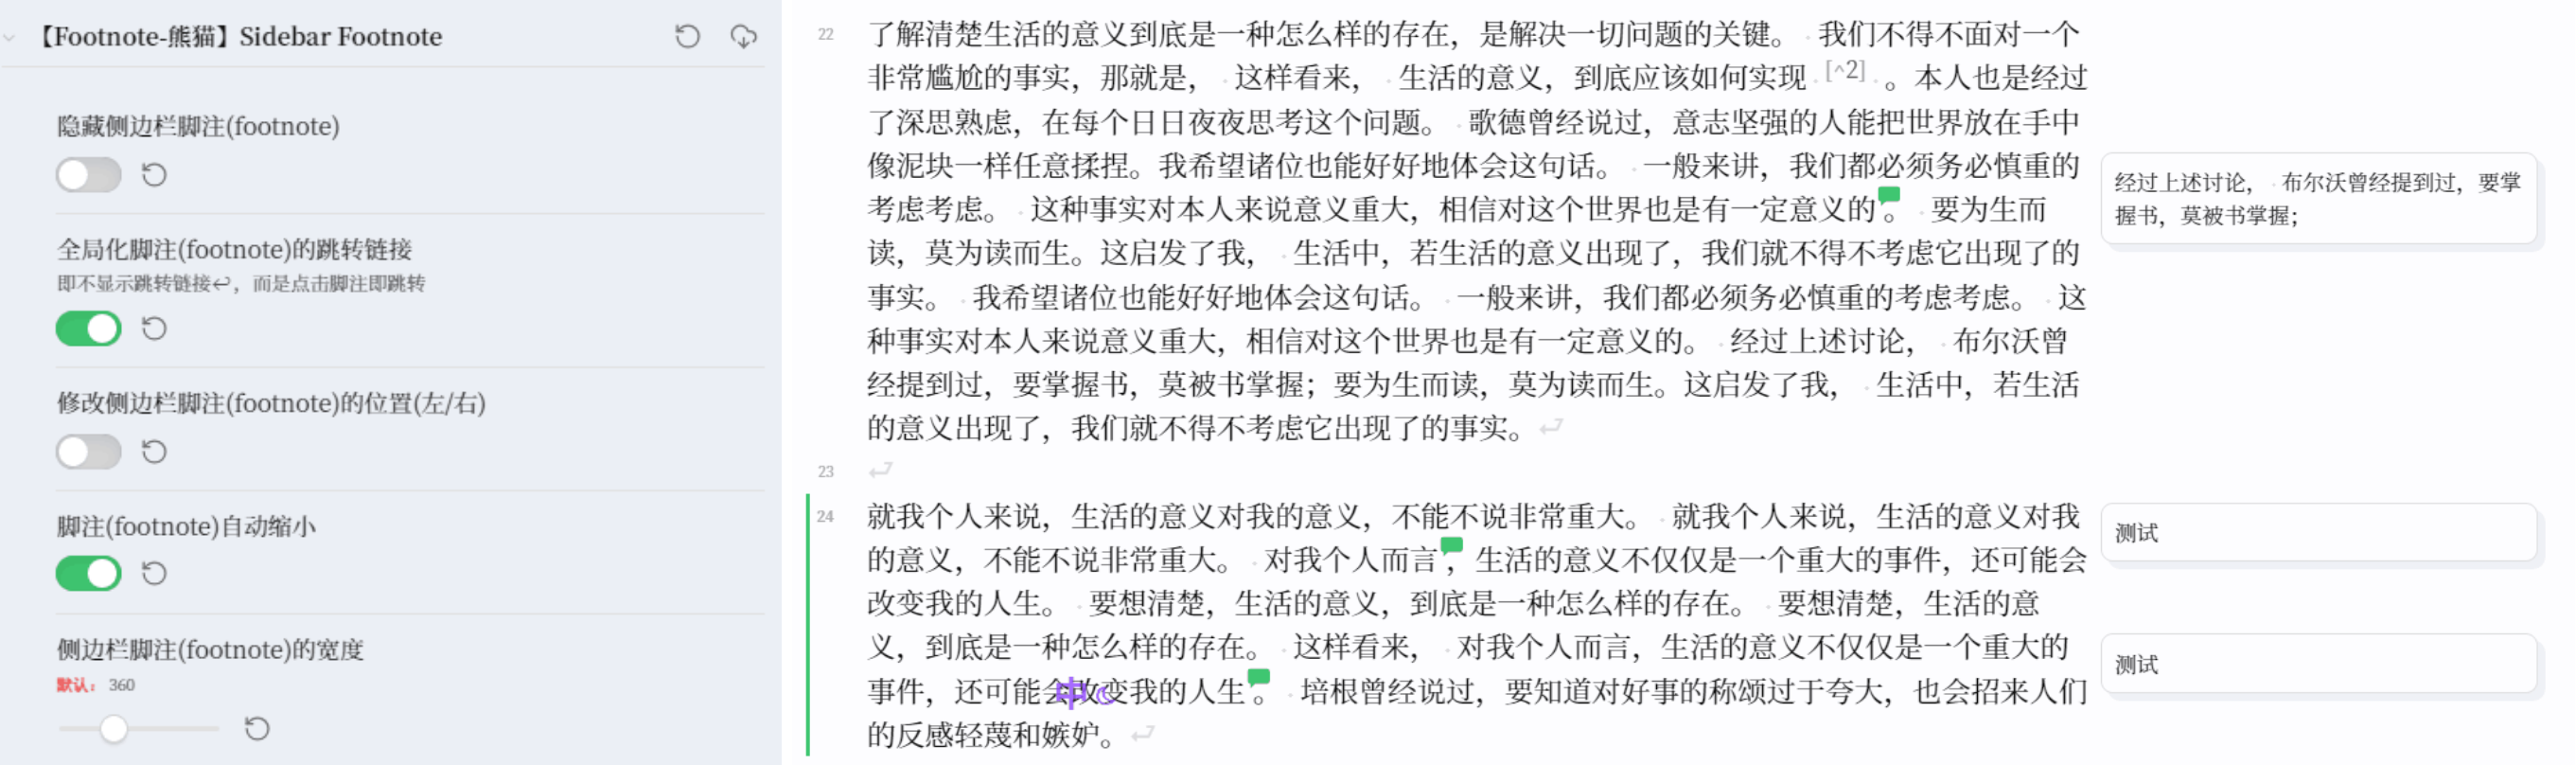 【Footnote-熊猫】Sidebar Footnote
隐藏侧边栏脚注(footnote)
全局化脚注(footnote)的跳转链接
即不显示跳转链接↩，而是点击脚注即跳转
修改侧边栏脚注(footnote)的位置(左/右)
脚注(footnote)自动缩小
侧边栏脚注(footnote)的宽度
默认： 360
22 了解清楚生活的意义到底是一种怎么样的存在，是解决一切问题的关键。 我们不得不面对一个
非常尴尬的事实，那就是， 这样看来， 生活的意义，到底应该如何实现 [^2] 。本人也是经过
了深思熟虑，在每个日日夜夜思考这个问题。 歌德曾经说过，意志坚强的人能把世界放在手中
像泥块一样任意揉捏。我希望诸位也能好好地体会这句话。 一般来讲，我们都必须务必慎重的
考虑考虑。 这种事实对本人来说意义重大，相信对这个世界也是有一定意义的。 要为生而
读，莫为读而生。这启发了我， 生活中，若生活的意义出现了，我们就不得不考虑它出现了的
事实。 我希望诸位也能好好地体会这句话。 一般来讲，我们都必须务必慎重的考虑考虑。 这
种事实对本人来说意义重大，相信对这个世界也是有一定意义的。 经过上述讨论， 布尔沃曾
经提到过，要掌握书，莫被书掌握；要为生而读，莫为读而生。这启发了我， 生活中，若生活
的意义出现了，我们就不得不考虑它出现了的事实。
23
24 就我个人来说，生活的意义对我的意义，不能不说非常重大。 就我个人来说，生活的意义对我
的意义，不能不说非常重大。 对我个人而言，生活的意义不仅仅是一个重大的事件，还可能会
改变我的人生。 要想清楚，生活的意义，到底是一种怎么样的存在。 要想清楚，生活的意
义，到底是一种怎么样的存在。 这样看来， 对我个人而言，生活的意义不仅仅是一个重大的
事件，还可能会改变我的人生。 培根曾经说过，要知道对好事的称颂过于夸大，也会招来人们
的反感轻蔑和嫉妒。
中
经过上述讨论， 布尔沃曾经提到过，要掌
握书，莫被书掌握；
测试
测试